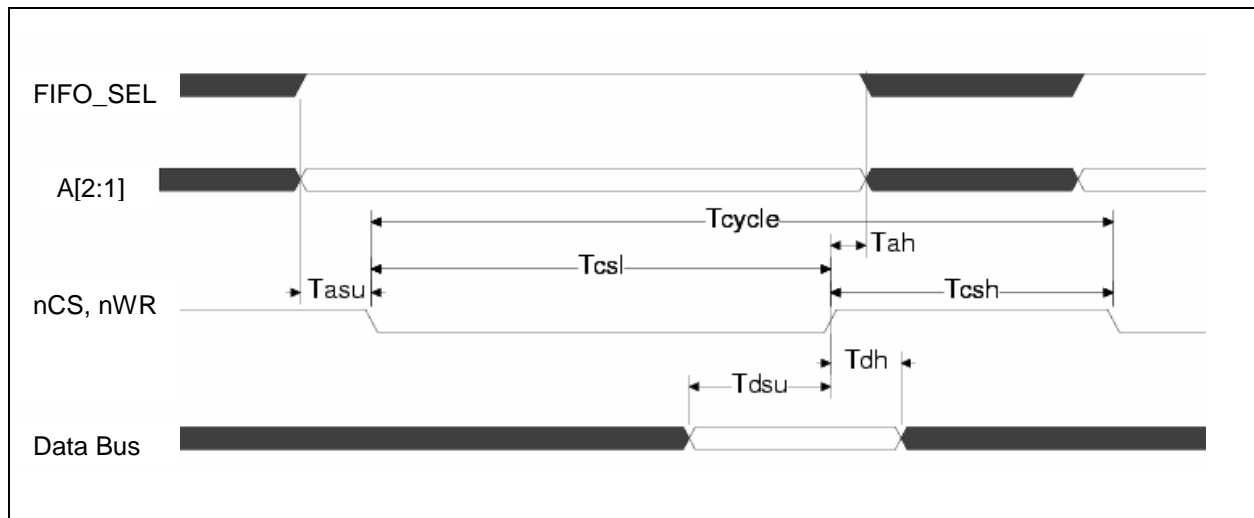 FIFO_SEL
A[2:1]
Tcycle
Tah
Tcsl
Tasu
Tcsh
nCS, nWR
Tdh
Tdsu
Data Bus